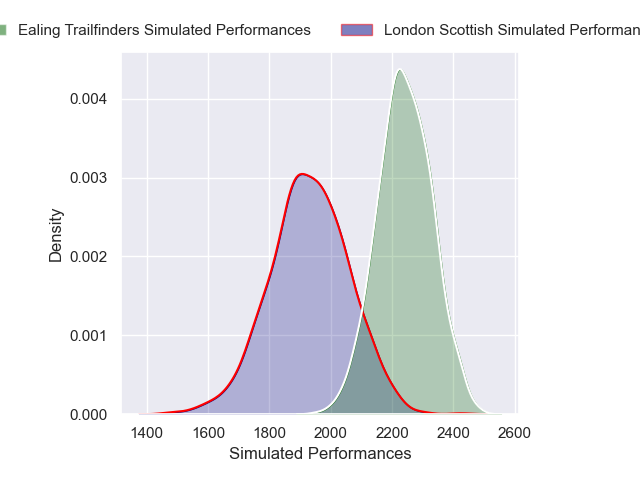 Ealing Trailfinders Simulated Performances London Scottish Simulated Performan
0.004
0.003
0.002
0.001
0.000
Density
1400 1600 1800 2000 2200 2400 2600
Simulated Performances